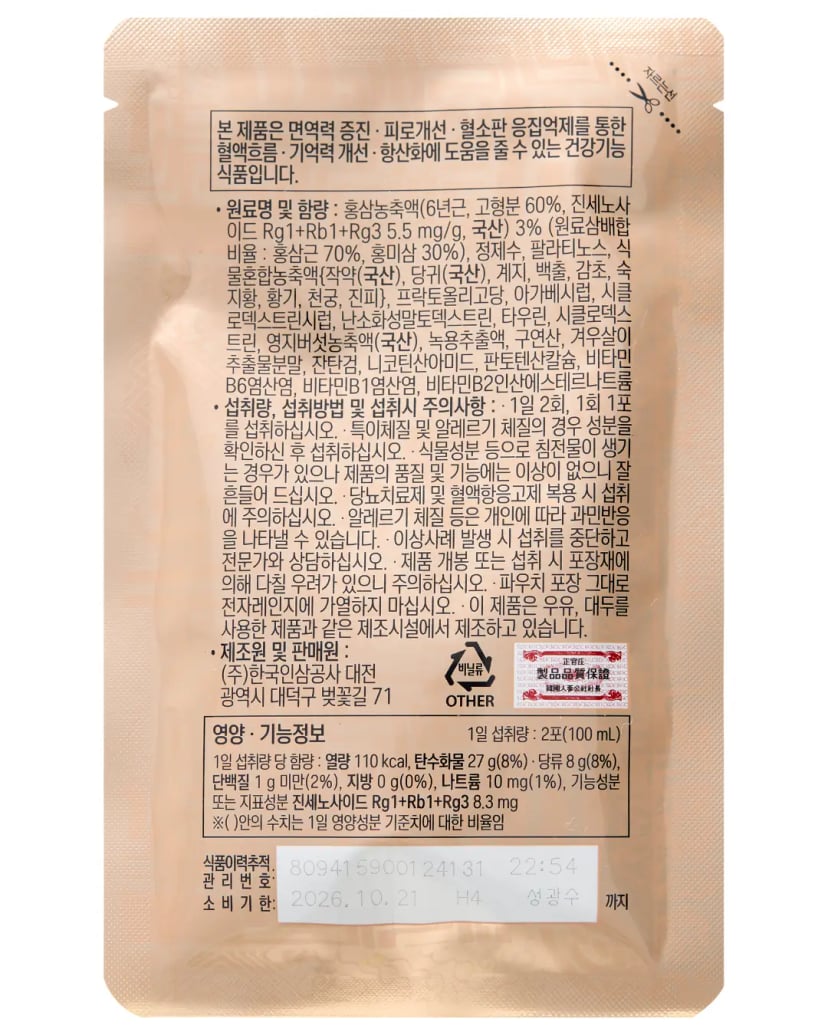 자르는선
본 제품은 면역력 증진 · 피로개선 · 혈소판 응집억제를 통한
혈액흐름 · 기억력 개선 · 항산화에 도움을 줄 수 있는 건강기능
식품입니다.
• 원료명 및 함량 : 홍삼농축액(6년근, 고형분 60%, 진세노사
이드 Rg1+Rb1+Rg3 5.5 mg/g, 국산) 3% (원료삼배합
비율 : 홍삼근 70%, 홍미삼 30%), 정제수, 팔라티노스, 식
물혼합농축액{작약(국산), 당귀(국산), 계지, 백출, 감초, 숙
지황, 황기, 천궁, 진피}, 프락토올리고당, 아가베시럽, 시클
로덱스트린시럽, 난소화성말토덱스트린, 타우린, 시클로덱스
트린, 영지버섯농축액(국산), 녹용추출액, 구연산, 겨우살이
추출물분말, 잔탄검, 니코틴산아미드, 판토텐산칼슘, 비타민
B6염산염, 비타민B1염산염, 비타민B2인산에스테르나트륨
• 섭취량, 섭취방법 및 섭취시 주의사항 : · 1일 2회, 1회 1포
를 섭취하십시오. · 특이체질 및 알레르기 체질의 경우 성분을
확인하신 후 섭취하십시오. · 식물성분 등으로 침전물이 생기
는 경우가 있으나 제품의 품질 및 기능에는 이상이 없으니 잘
흔들어 드십시오. · 당뇨치료제 및 혈액항응고제 복용 시 섭취
에 주의하십시오. · 알레르기 체질 등은 개인에 따라 과민반응
을 나타낼 수 있습니다. · 이상사례 발생 시 섭취를 중단하고
전문가와 상담하십시오. · 제품 개봉 또는 섭취 시 포장재에
의해 다칠 우려가 있으니 주의하십시오. · 파우치 포장 그대로
전자레인지에 가열하지 마십시오. · 이 제품은 우유, 대두를
사용한 제품과 같은 제조시설에서 제조하고 있습니다.
• 제조원 및 판매원 :
(주)한국인삼공사 대전
광역시 대덕구 벚꽃길 71
비닐류
OTHER
正官庄
製品品質保證
韓國人蔘公社社長
영양 · 기능정보 1일 섭취량 : 2포(100 mL)
1일 섭취량 당 함량 : 열량 110 kcal, 탄수화물 27 g(8%) · 당류 8 g(8%),
단백질 1 g 미만(2%), 지방 0 g(0%), 나트륨 10 mg(1%), 기능성분
또는 지표성분 진세노사이드 Rg1+Rb1+Rg3 8.3 mg
※( )안의 수치는 1일 영양성분 기준치에 대한 비율임
식품이력추적
관리번호: 809415900124131 22:54
소비기한: 2026.10.21 H4 성광수 까지